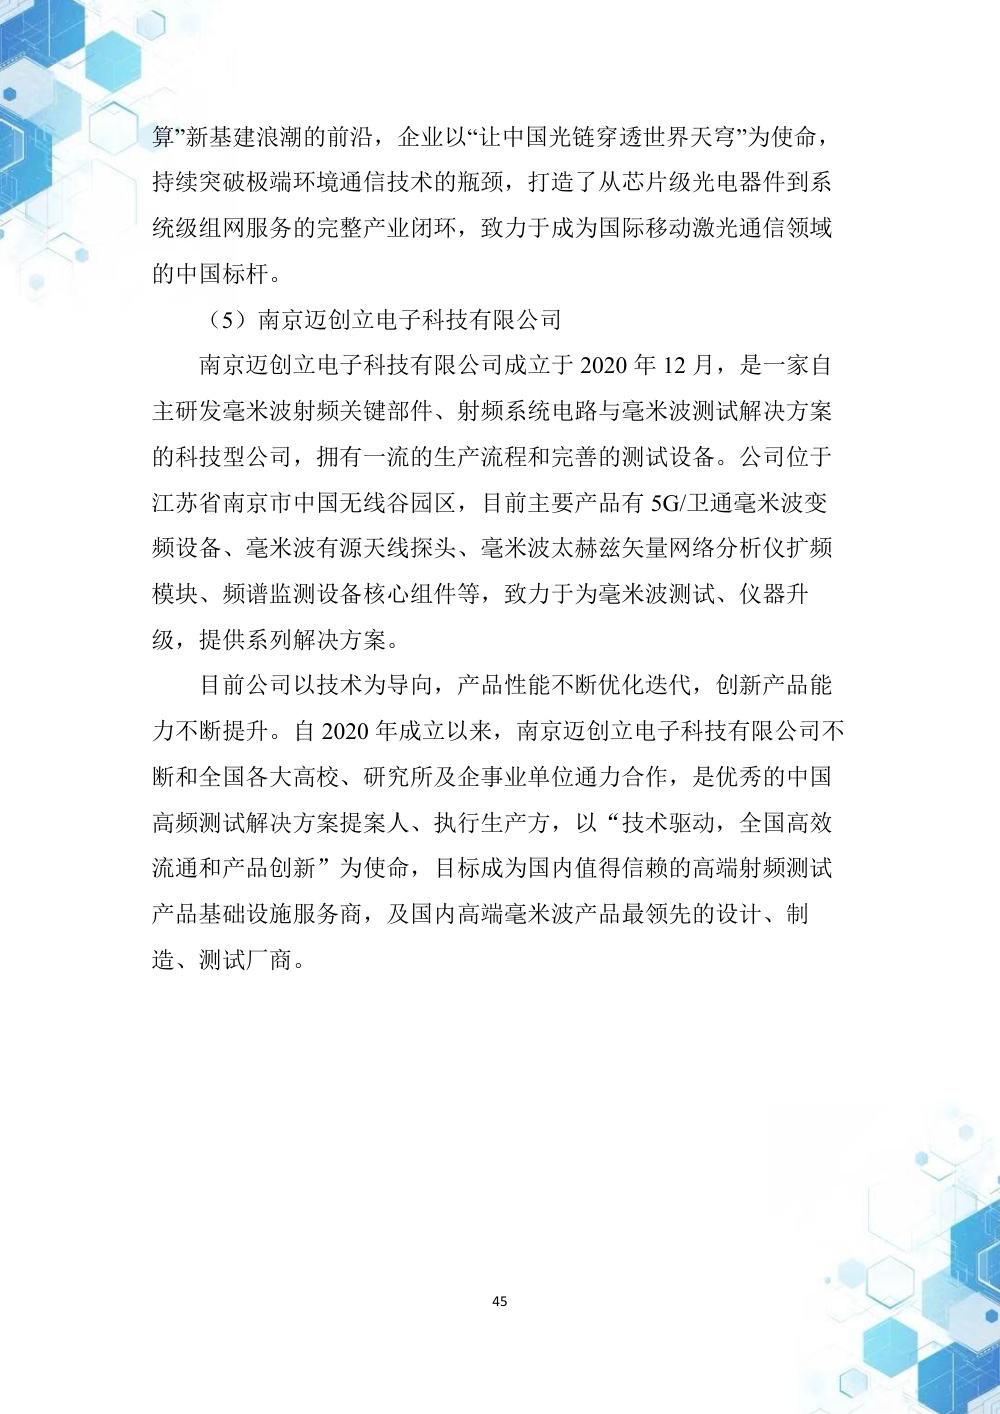 算”新基建浪潮的前沿，企业以“让中国光链穿透世界天穹”为使命，
持续突破极端环境通信技术的瓶颈，打造了从芯片级光电器件到系
统级组网服务的完整产业闭环，致力于成为国际移动激光通信领域
的中国标杆。
（5）南京迈创立电子科技有限公司
南京迈创立电子科技有限公司成立于 2020 年 12 月，是一家自
主研发毫米波射频关键部件、射频系统电路与毫米波测试解决方案
的科技型公司，拥有一流的生产流程和完善的测试设备。公司位于
江苏省南京市中国无线谷园区，目前主要产品有 5G/卫通毫米波变
频设备、毫米波有源天线探头、毫米波太赫兹矢量网络分析仪扩频
模块、频谱监测设备核心组件等，致力于为毫米波测试、仪器升
级，提供系列解决方案。
目前公司以技术为导向，产品性能不断优化迭代，创新产品能
力不断提升。自 2020 年成立以来，南京迈创立电子科技有限公司不
断和全国各大高校、研究所及企事业单位通力合作，是优秀的中国
高频测试解决方案提案人、执行生产方，以“技术驱动，全国高效
流通和产品创新”为使命，目标成为国内值得信赖的高端射频测试
产品基础设施服务商，及国内高端毫米波产品最领先的设计、制
造、测试厂商。
45